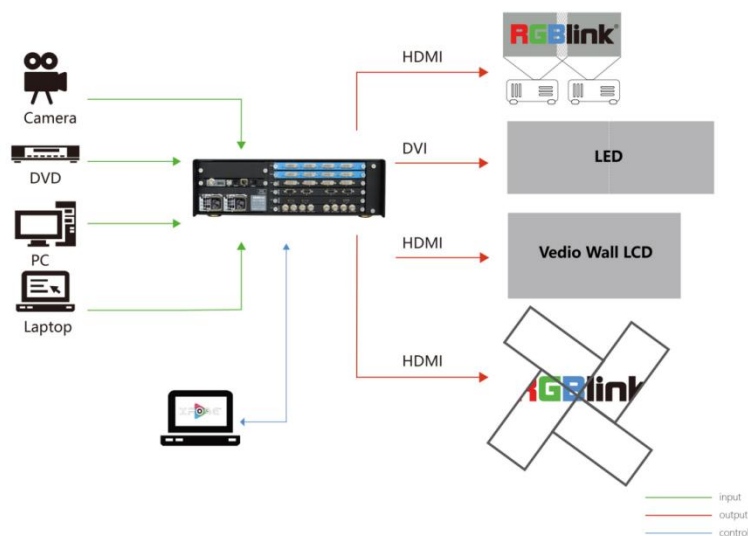 HDMI
RGBlink®
Camera
DVI
LED
DVD
HDMI
Vedio Wall LCD
PC
Laptop
HDMI
RGBlink
input
output
control